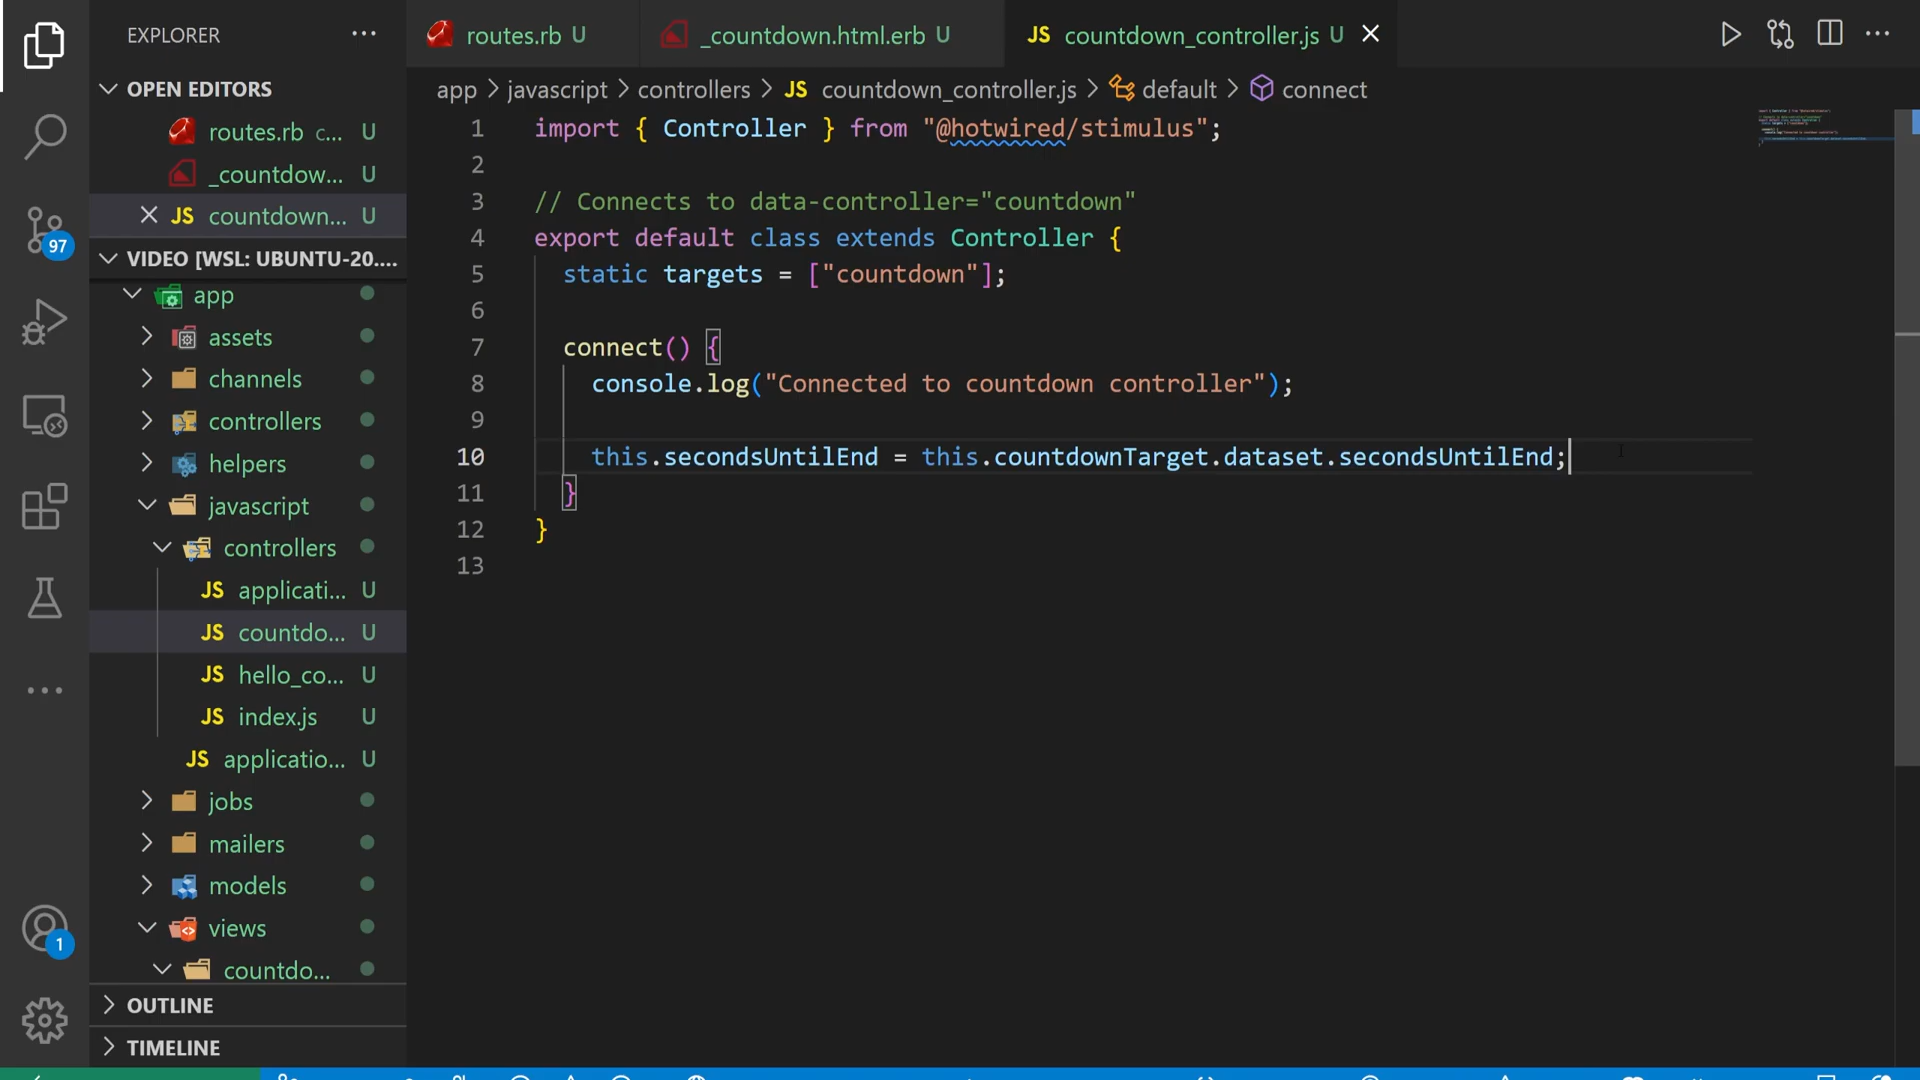 EXPLORER
OPEN EDITORS
routes.rb c... U
_countdow... U
JS countdown... U
VIDEO [WSL: UBUNTU-20....
app
assets
channels
controllers
helpers
javascript
controllers
JS applicati... U
JS countdo... U
JS hello_co... U
JS index.js U
JS applicatio... U
jobs
mailers
models
views
countdo...
OUTLINE
TIMELINE
97
1
routes.rb U
_countdown.html.erb U
JS countdown_controller.js U
app > javascript > controllers > JS countdown_controller.js > default > connect
1 import { Controller } from "@hotwired/stimulus";
2
3 // Connects to data-controller="countdown"
4 export default class extends Controller {
5 static targets = ["countdown"];
6
7 connect() {
8 console.log("Connected to countdown controller");
9
10 this.secondsUntilEnd = this.countdownTarget.dataset.secondsUntilEnd;
11 }
12 }
13